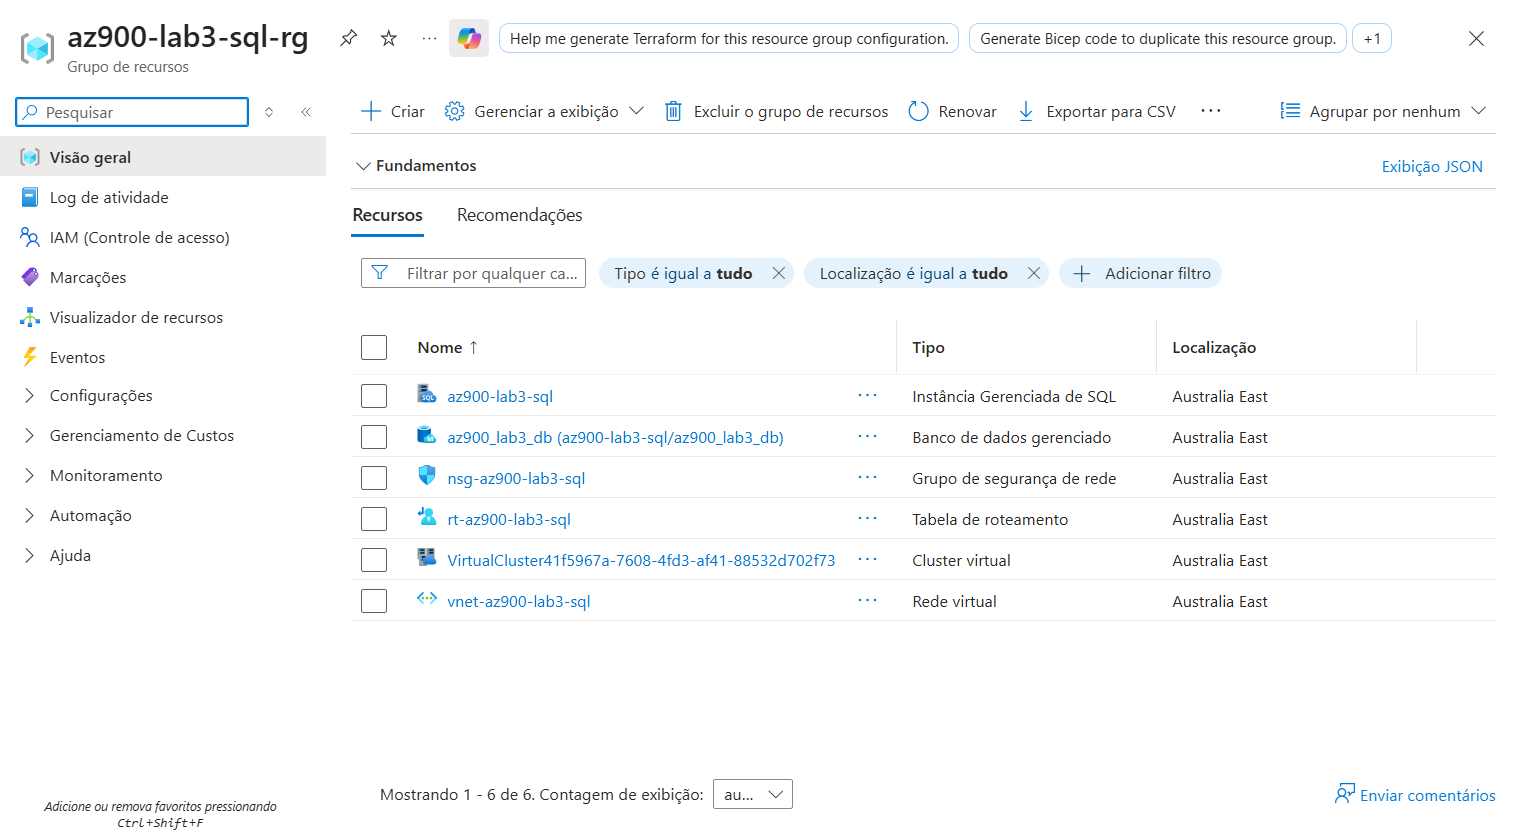 az900-lab3-sql-rg
Grupo de recursos
Help me generate Terraform for this resource group configuration.
Generate Bicep code to duplicate this resource group.
+1
Pesquisar
Visão geral
Log de atividade
IAM (Controle de acesso)
Marcações
Visualizador de recursos
Eventos
Configurações
Gerenciamento de Custos
Monitoramento
Automação
Ajuda
Adicione ou remova favoritos pressionando
Ctrl+Shift+F
Criar
Gerenciar a exibição
Excluir o grupo de recursos
Renovar
Exportar para CSV
Agrupar por nenhum
Fundamentos
Exibição JSON
Recursos
Recomendações
Filtrar por qualquer ca...
Tipo é igual a tudo
Localização é igual a tudo
Adicionar filtro
Nome ↑ Tipo Localização
az900-lab3-sql ... Instância Gerenciada de SQL Australia East
az900_lab3_db (az900-lab3-sql/az900_lab3_db) ... Banco de dados gerenciado Australia East
nsg-az900-lab3-sql ... Grupo de segurança de rede Australia East
rt-az900-lab3-sql ... Tabela de roteamento Australia East
VirtualCluster41f5967a-7608-4fd3-af41-88532d702f73 ... Cluster virtual Australia East
vnet-az900-lab3-sql ... Rede virtual Australia East
Mostrando 1 - 6 de 6. Contagem de exibição: au...
Enviar comentários